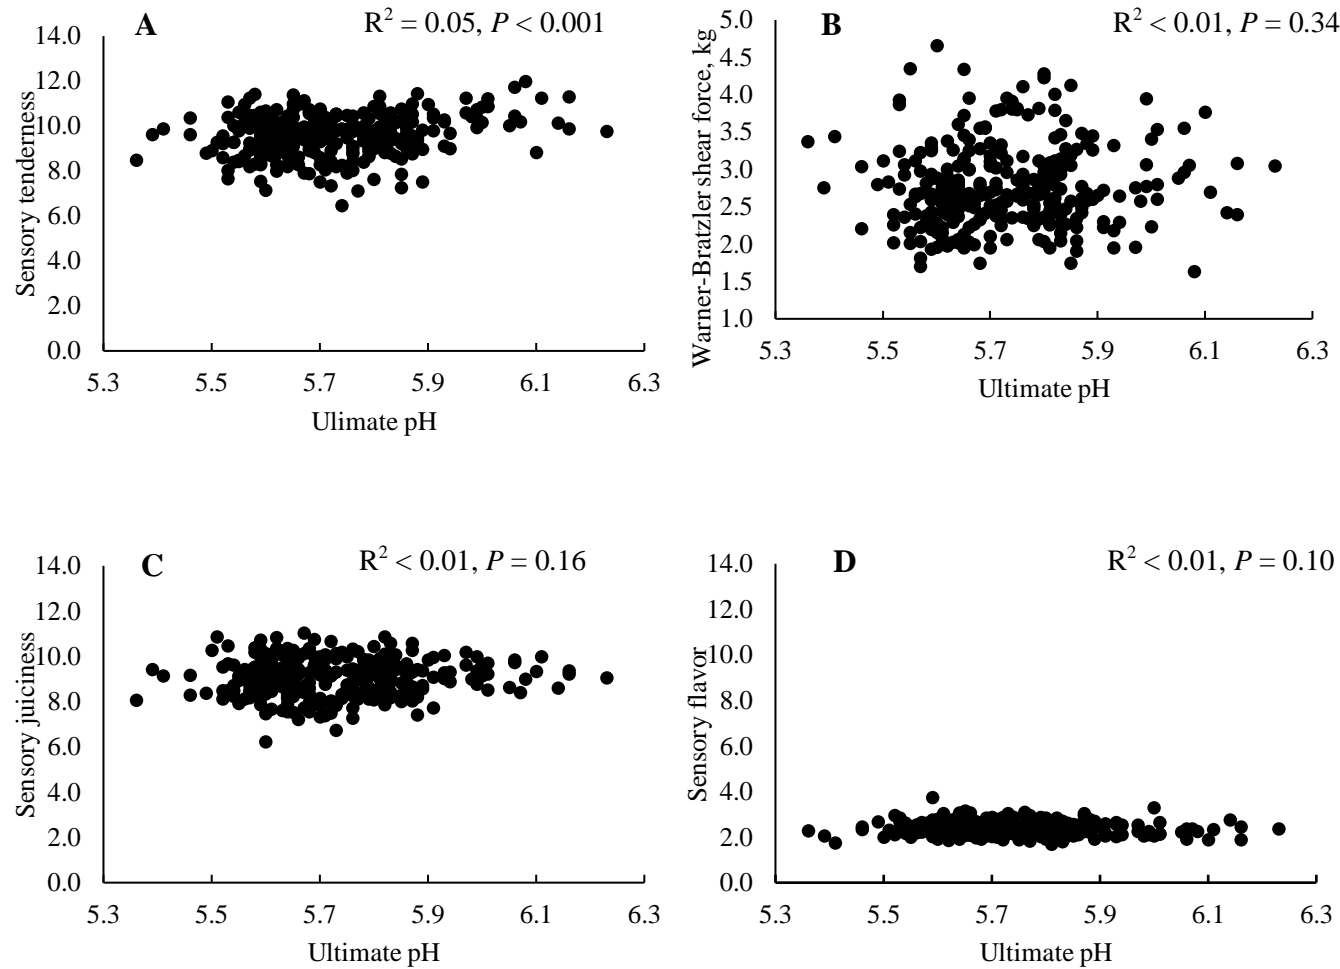 A
R² = 0.05, P < 0.001
14.0
12.0
10.0
8.0
6.0
4.0
2.0
0.0
Sensory tenderness
5.3 5.5 5.7 5.9 6.1 6.3
Ulimate pH
B
R² < 0.01, P = 0.34
5.0
4.5
4.0
3.5
3.0
2.5
2.0
1.5
1.0
Warner-Bratzler shear force, kg
5.3 5.5 5.7 5.9 6.1 6.3
Ultimate pH
C
R² < 0.01, P = 0.16
14.0
12.0
10.0
8.0
6.0
4.0
2.0
0.0
Sensory juiciness
5.3 5.5 5.7 5.9 6.1 6.3
Ultimate pH
D
R² < 0.01, P = 0.10
14.0
12.0
10.0
8.0
6.0
4.0
2.0
0.0
Sensory flavor
5.3 5.5 5.7 5.9 6.1 6.3
Ultimate pH